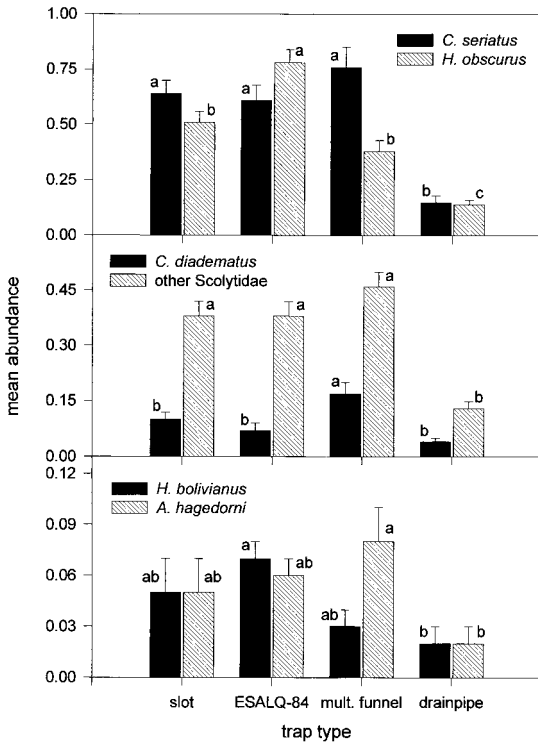 1.00
0.75
0.50
0.25
0.00
C. seriatus
H. obscurus
a b a a a b b c
mean abundance
0.45
0.30
0.15
0.00
C. diadematus
other Scolytidae
b a b a a a b b
0.12
0.09
0.06
0.03
0.00
H. bolivianus
A. hagedorni
ab ab a ab ab a b b
slot ESALQ-84 mult. funnel drainpipe
trap type